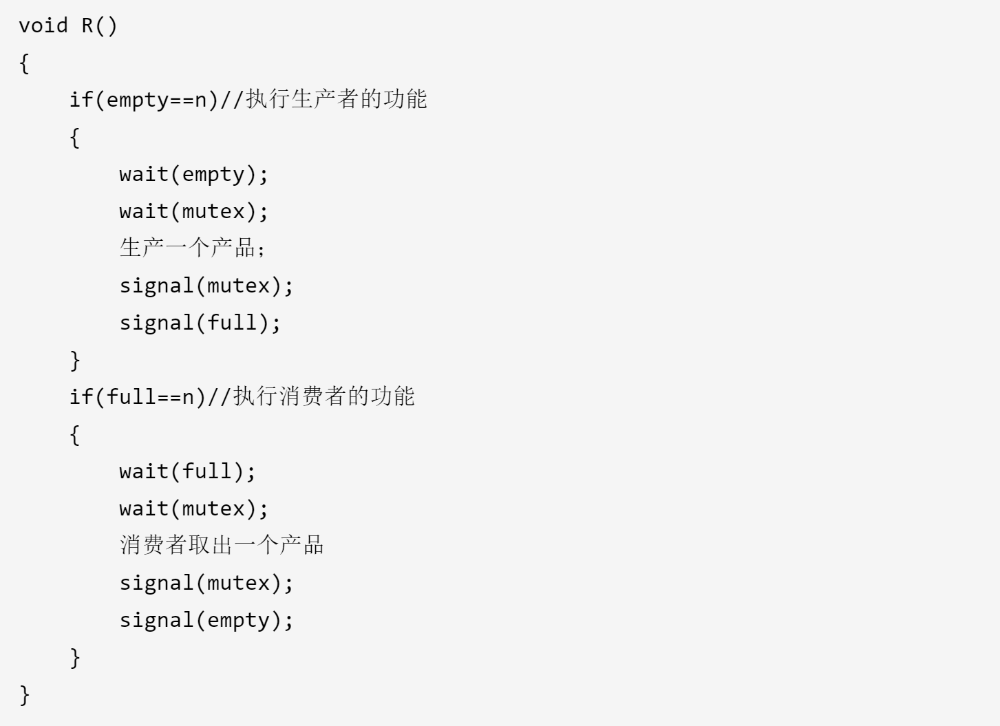 void R()
{
    if(empty==n)//执行生产者的功能
    {
        wait(empty);
        wait(mutex);
        生产一个产品；
        signal(mutex);
        signal(full);
    }
    if(full==n)//执行消费者的功能
    {
        wait(full);
        wait(mutex);
        消费者取出一个产品
        signal(mutex);
        signal(empty);
    }
}